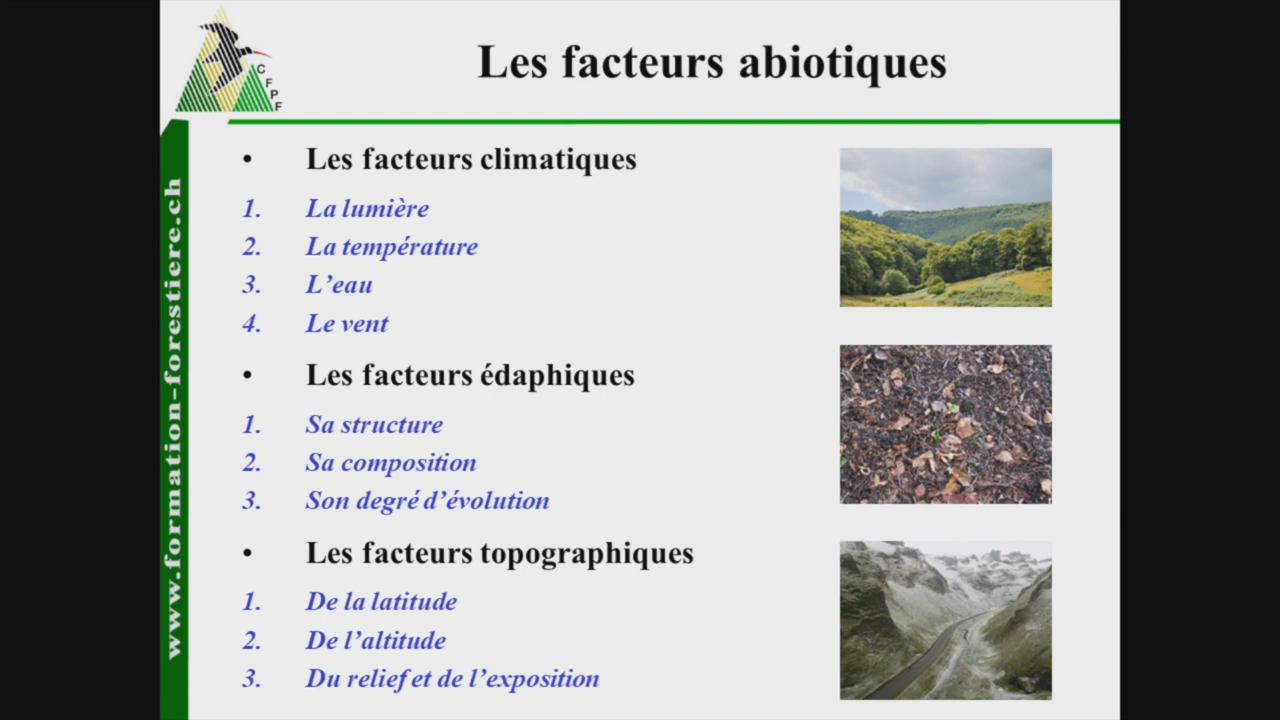 Les facteurs abiotiques
C
F
P
F
www.formation-forestiere.ch
• Les facteurs climatiques
1. La lumière
2. La température
3. L’eau
4. Le vent
• Les facteurs édaphiques
1. Sa structure
2. Sa composition
3. Son degré d’évolution
• Les facteurs topographiques
1. De la latitude
2. De l’altitude
3. Du relief et de l’exposition